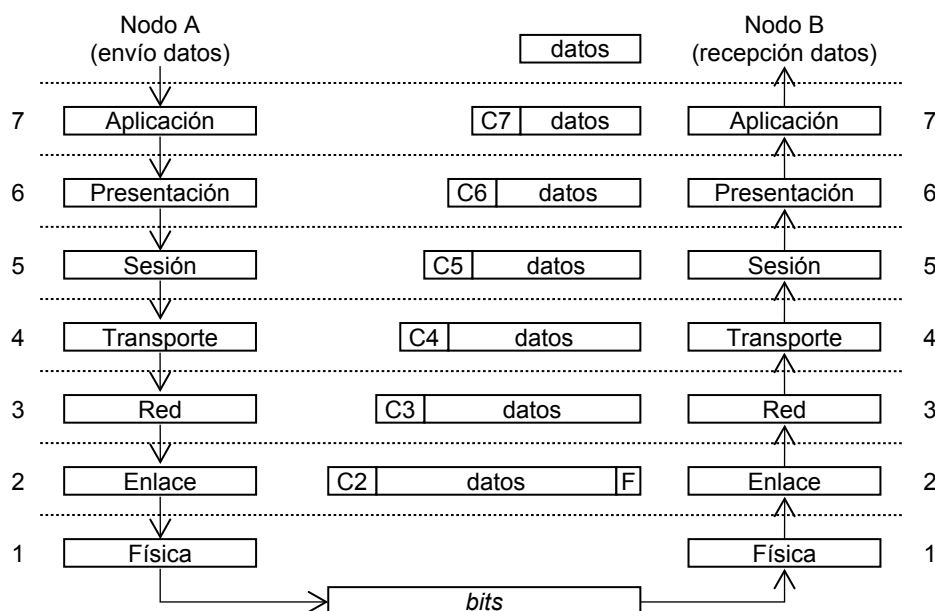 Nodo A
(envío datos)
datos
Nodo B
(recepción datos)
7 Aplicación C7 datos Aplicación 7
6 Presentación C6 datos Presentación 6
5 Sesión C5 datos Sesión 5
4 Transporte C4 datos Transporte 4
3 Red C3 datos Red 3
2 Enlace C2 datos F Enlace 2
1 Física Física 1
bits